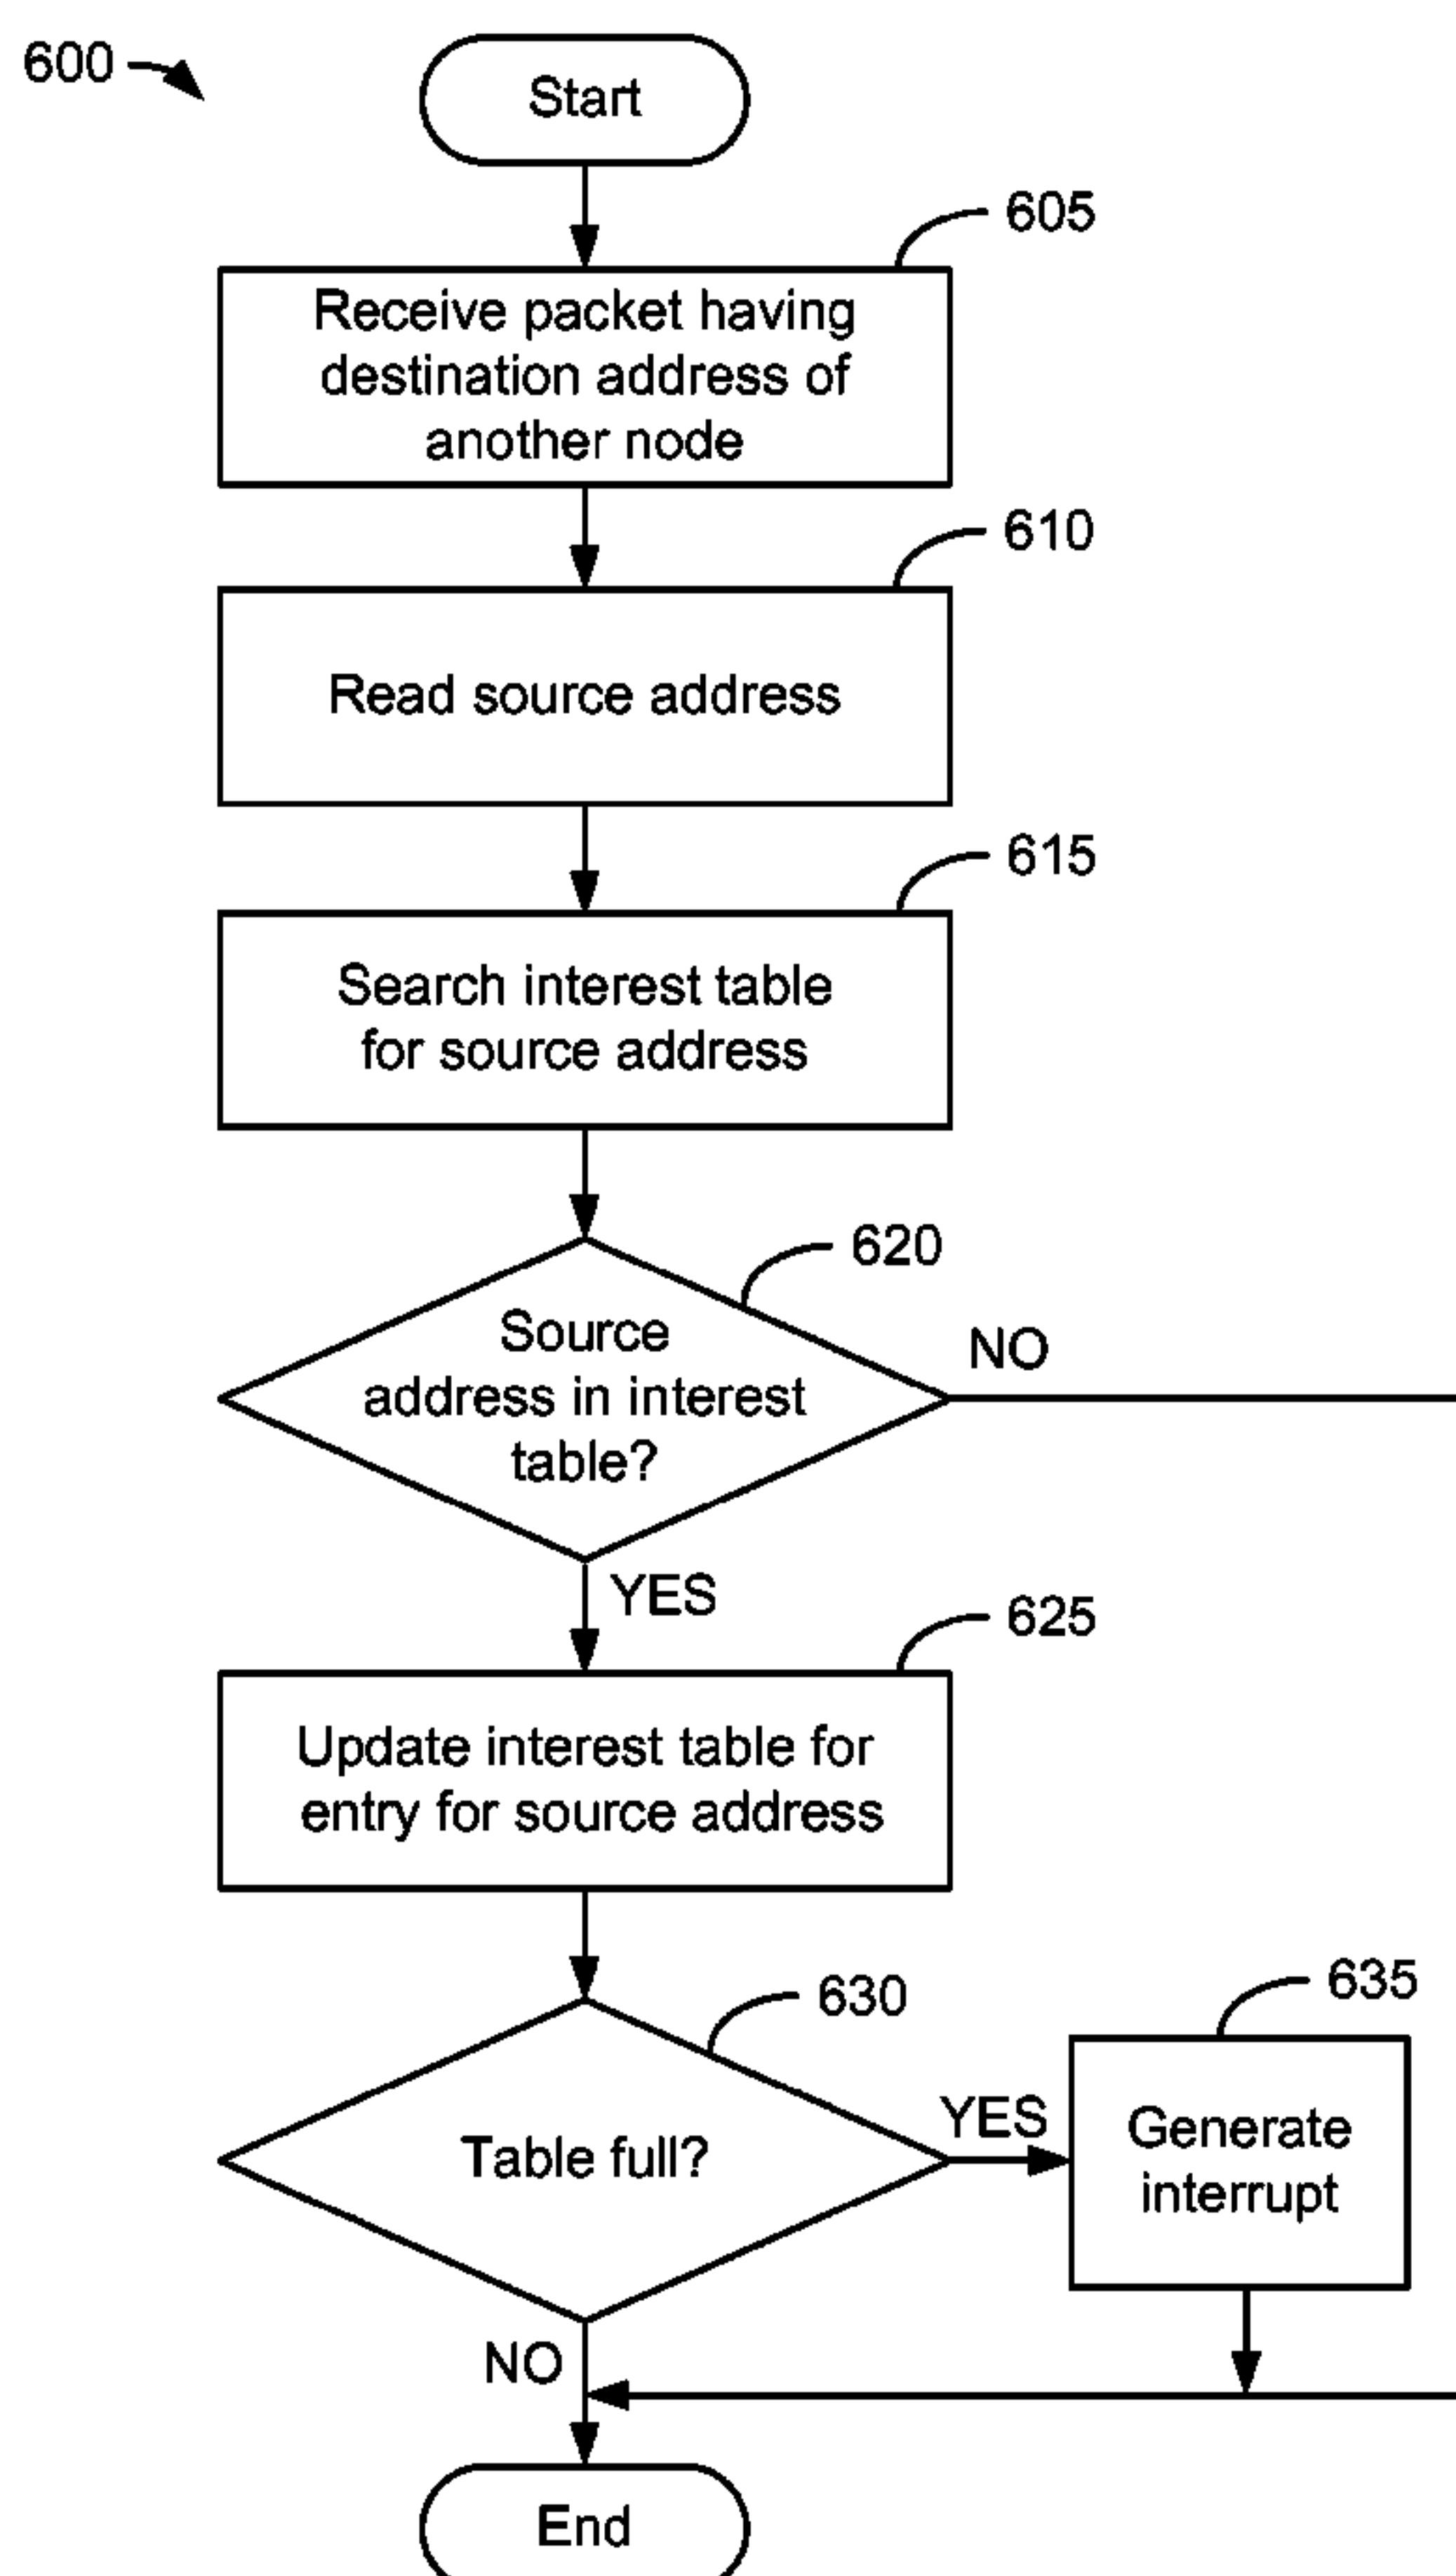 600
Start
605
Receive packet having
destination address of
another node
610
Read source address
615
Search interest table
for source address
620
Source
address in interest
table?
NO
YES
625
Update interest table for
entry for source address
630
Table full?
YES
635
Generate
interrupt
NO
End